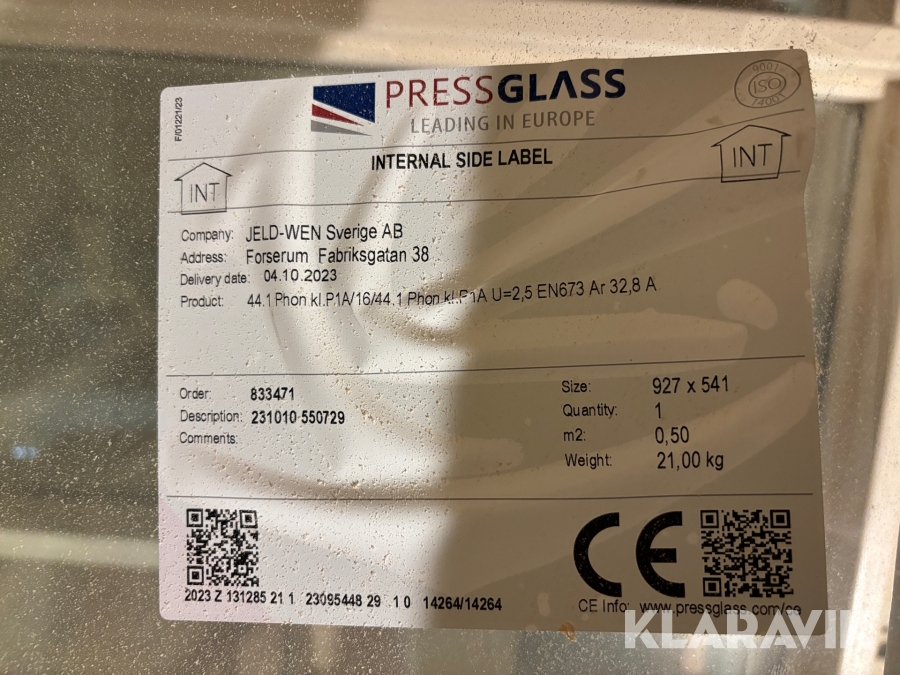 F/01221/23
PRESSGLASS
LEADING IN EUROPE
9001
ISO
14001
INTERNAL SIDE LABEL
INT
INT
Company: JELD-WEN Sverige AB
Address: Forserum Fabriksgatan 38
Delivery date: 04.10.2023
Product: 44.1 Phon kl.P1A/16/44.1 Phon kl.P1A U=2,5 EN673 Ar 32,8 A
Order: 833471
Description: 231010-550729
Comments:
Size: 927 x 541
Quantity: 1
m2: 0,50
Weight: 21,00 kg
CE
2023 Z 131285 21 1 23095448 29 1 0 14264/14264
CE Info: www.pressglass.com/ce
KLARAVIK